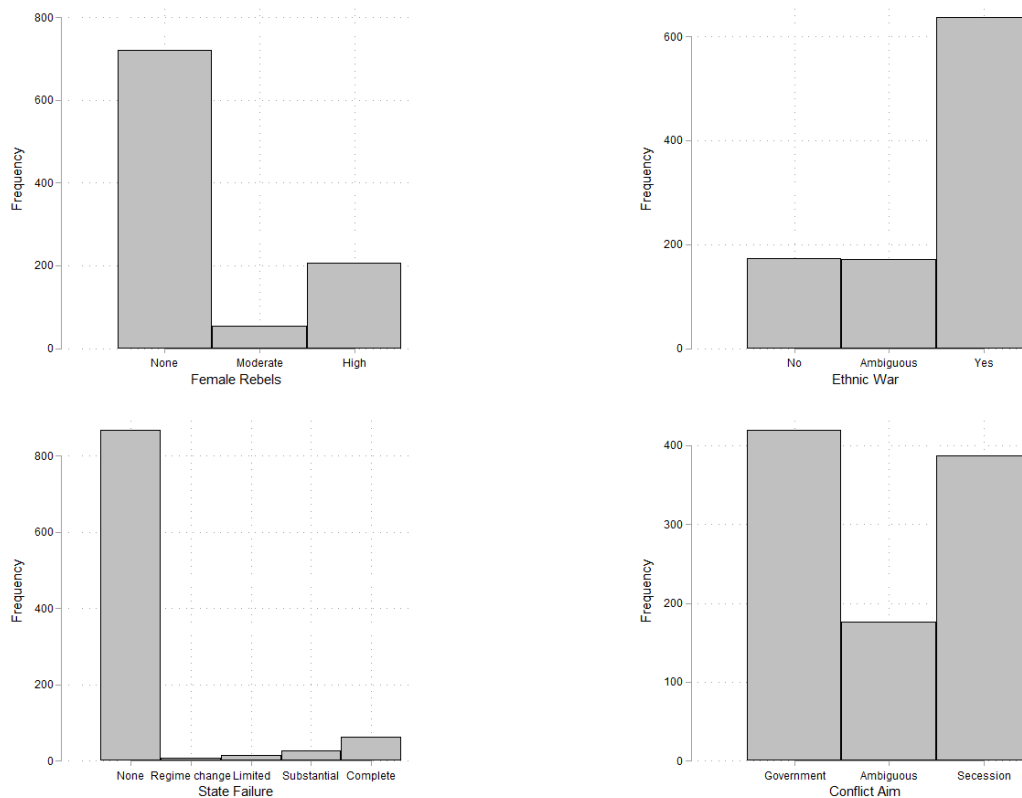 800
600
400
200
0
Frequency
None Moderate High
Female Rebels
600
400
200
0
Frequency
No Ambiguous Yes
Ethnic War
800
600
400
200
0
Frequency
None Regime change Limited Substantial Complete
State Failure
400
300
200
100
0
Frequency
Government Ambiguous Secession
Conflict Aim